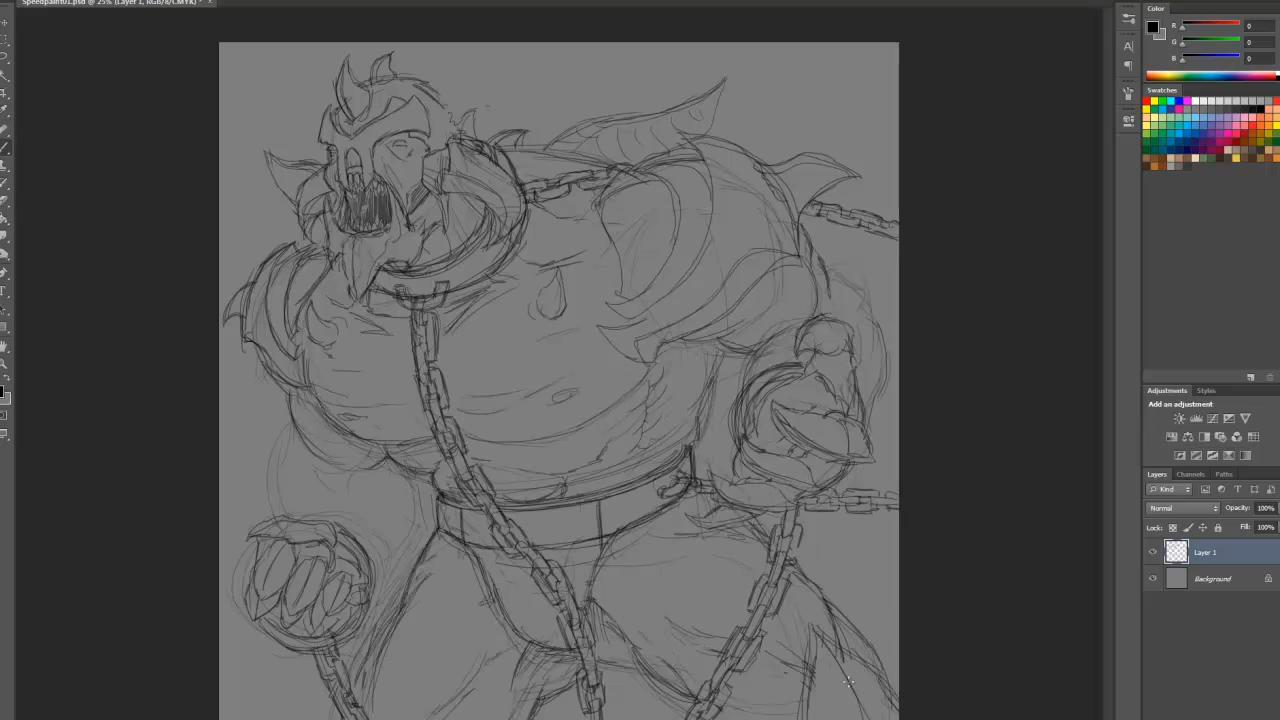 Speedpaint01.psd @ 25% (Layer 1, RGB/8/CMYK) * ×
Color
R 0
G 0
B 0
Swatches
Adjustments Styles
Add an adjustment
Layers Channels Paths
Kind
Normal Opacity: 100%
Lock: Fill: 100%
Layer 1
Background